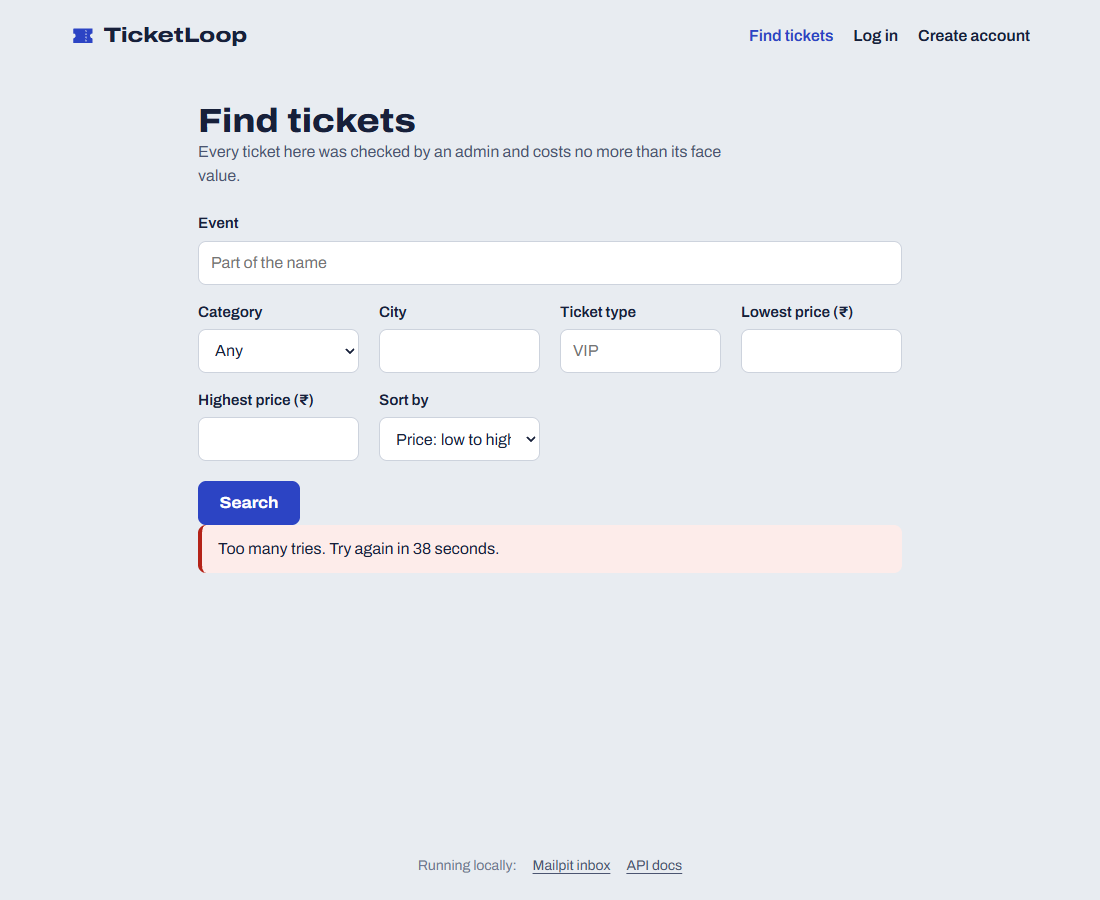 TicketLoop
Find tickets Log in Create account
Find tickets
Every ticket here was checked by an admin and costs no more than its face
value.
Event
Part of the name
Category City Ticket type Lowest price (₹)
Any VIP
Highest price (₹) Sort by
Price: low to high
Search
Too many tries. Try again in 38 seconds.
Running locally: Mailpit inbox API docs